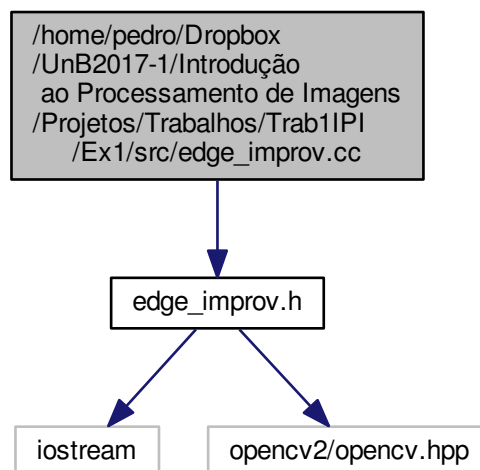 /home/pedro/Dropbox
/UnB2017-1/Introdução
ao Processamento de Imagens
/Projetos/Trabalhos/Trab1IPI
/Ex1/src/edge_improv.cc
edge_improv.h
iostream
opencv2/opencv.hpp